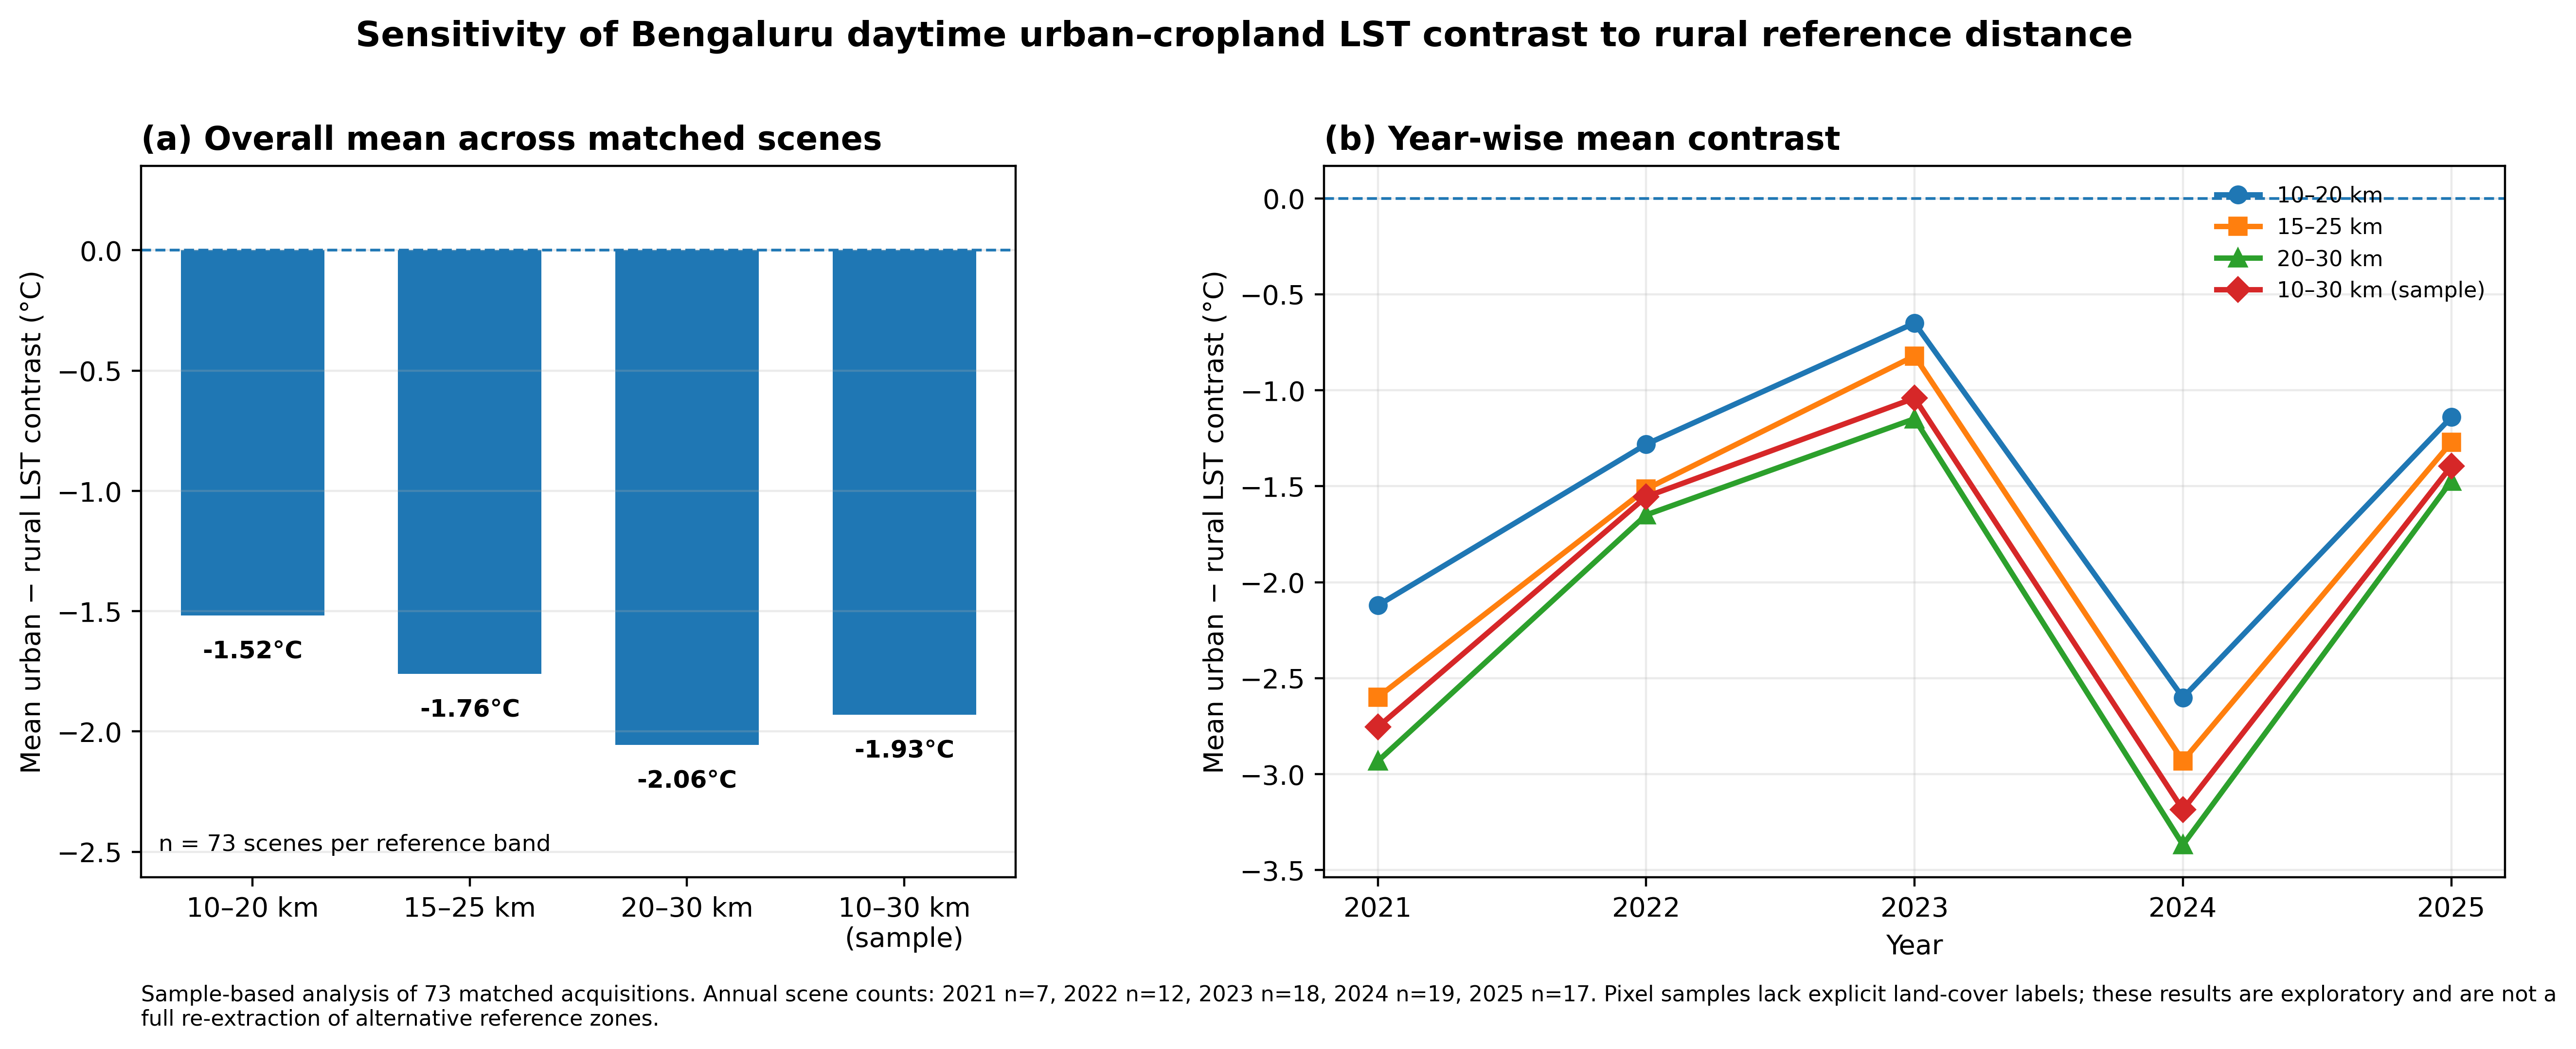 Sensitivity of Bengaluru daytime urban–cropland LST contrast to rural reference distance
(a) Overall mean across matched scenes
Mean urban − rural LST contrast (°C)
0.0
−0.5
−1.0
−1.5
−2.0
−2.5
-1.52°C
-1.76°C
-2.06°C
-1.93°C
n = 73 scenes per reference band
10–20 km
15–25 km
20–30 km
10–30 km
(sample)
(b) Year-wise mean contrast
Mean urban − rural LST contrast (°C)
0.0
−0.5
−1.0
−1.5
−2.0
−2.5
−3.0
−3.5
10–20 km
15–25 km
20–30 km
10–30 km (sample)
2021
2022
2023
2024
2025
Year
Sample-based analysis of 73 matched acquisitions. Annual scene counts: 2021 n=7, 2022 n=12, 2023 n=18, 2024 n=19, 2025 n=17. Pixel samples lack explicit land-cover labels; these results are exploratory and are not a
full re-extraction of alternative reference zones.